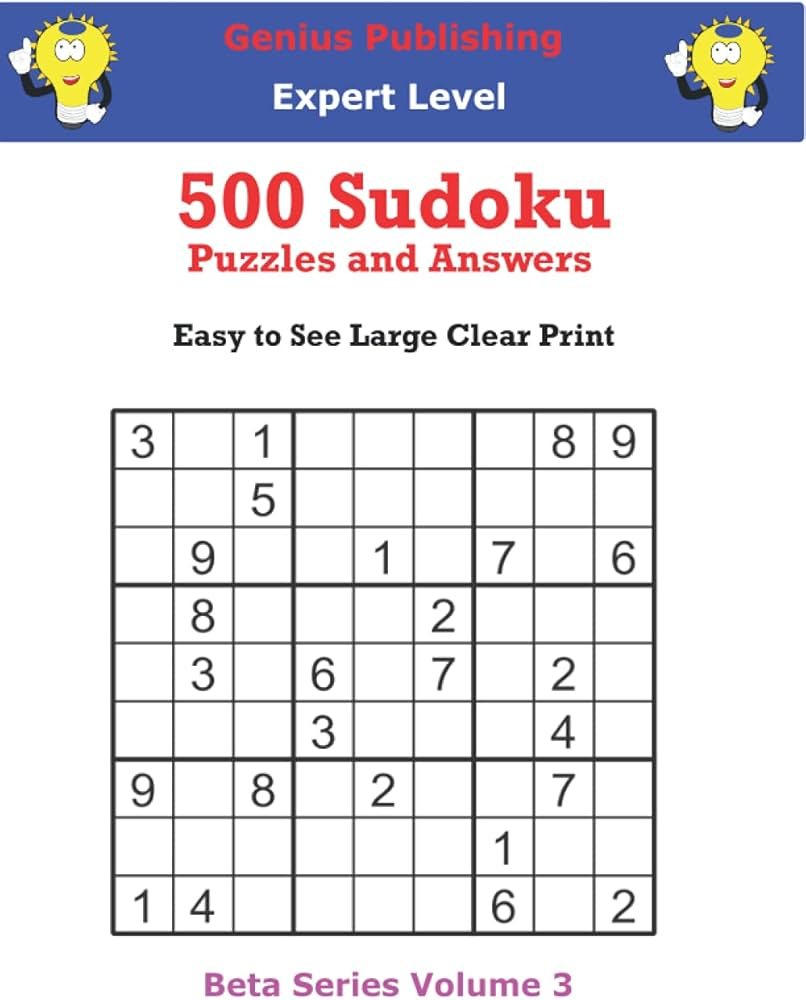 Genius Publishing
Expert Level
500 Sudoku
Puzzles and Answers
Easy to See Large Clear Print
3 1 8 9
5
9 1 7 6
8 2
3 6 7 2
3 4
9 8 2 7
1
1 4 6 2
Beta Series Volume 3